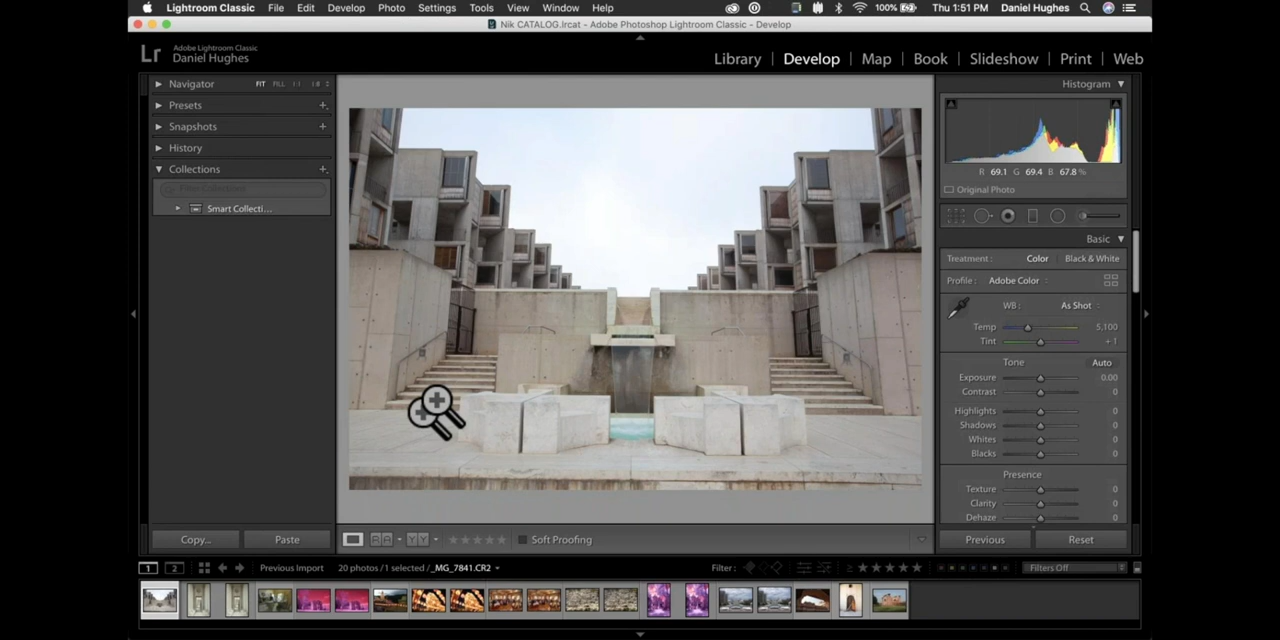 Lightroom Classic File Edit Develop Photo Settings Tools View Window Help 100% Thu 1:51 PM Daniel Hughes
Nik CATALOG.lrcat - Adobe Photoshop Lightroom Classic - Develop
Lr Adobe Lightroom Classic
Daniel Hughes
Library | Develop | Map | Book | Slideshow | Print | Web
Navigator FIT FILL 1:1
Presets +
Snapshots +
History
Collections +
Filter Collections
Smart Collecti...
Copy... Paste
Histogram
R 69.1 G 69.4 B 67.8 %
Original Photo
Basic
Treatment : Color Black & White
Profile : Adobe Color
WB : As Shot
Temp 5,100
Tint + 1
Tone Auto
Exposure 0.00
Contrast 0
Highlights 0
Shadows 0
Whites 0
Blacks 0
Presence
Texture 0
Clarity 0
Dehaze 0
Previous Reset
R A Y Y Soft Proofing
1 2 Previous Import 20 photos / 1 selected / _MG_7841.CR2 Filter : Filters Off